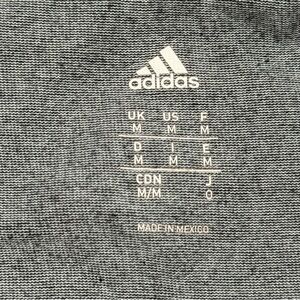 adidas
UK US F
M M M
D I E
M M M
CDN J
M/M O
MADE IN MEXICO